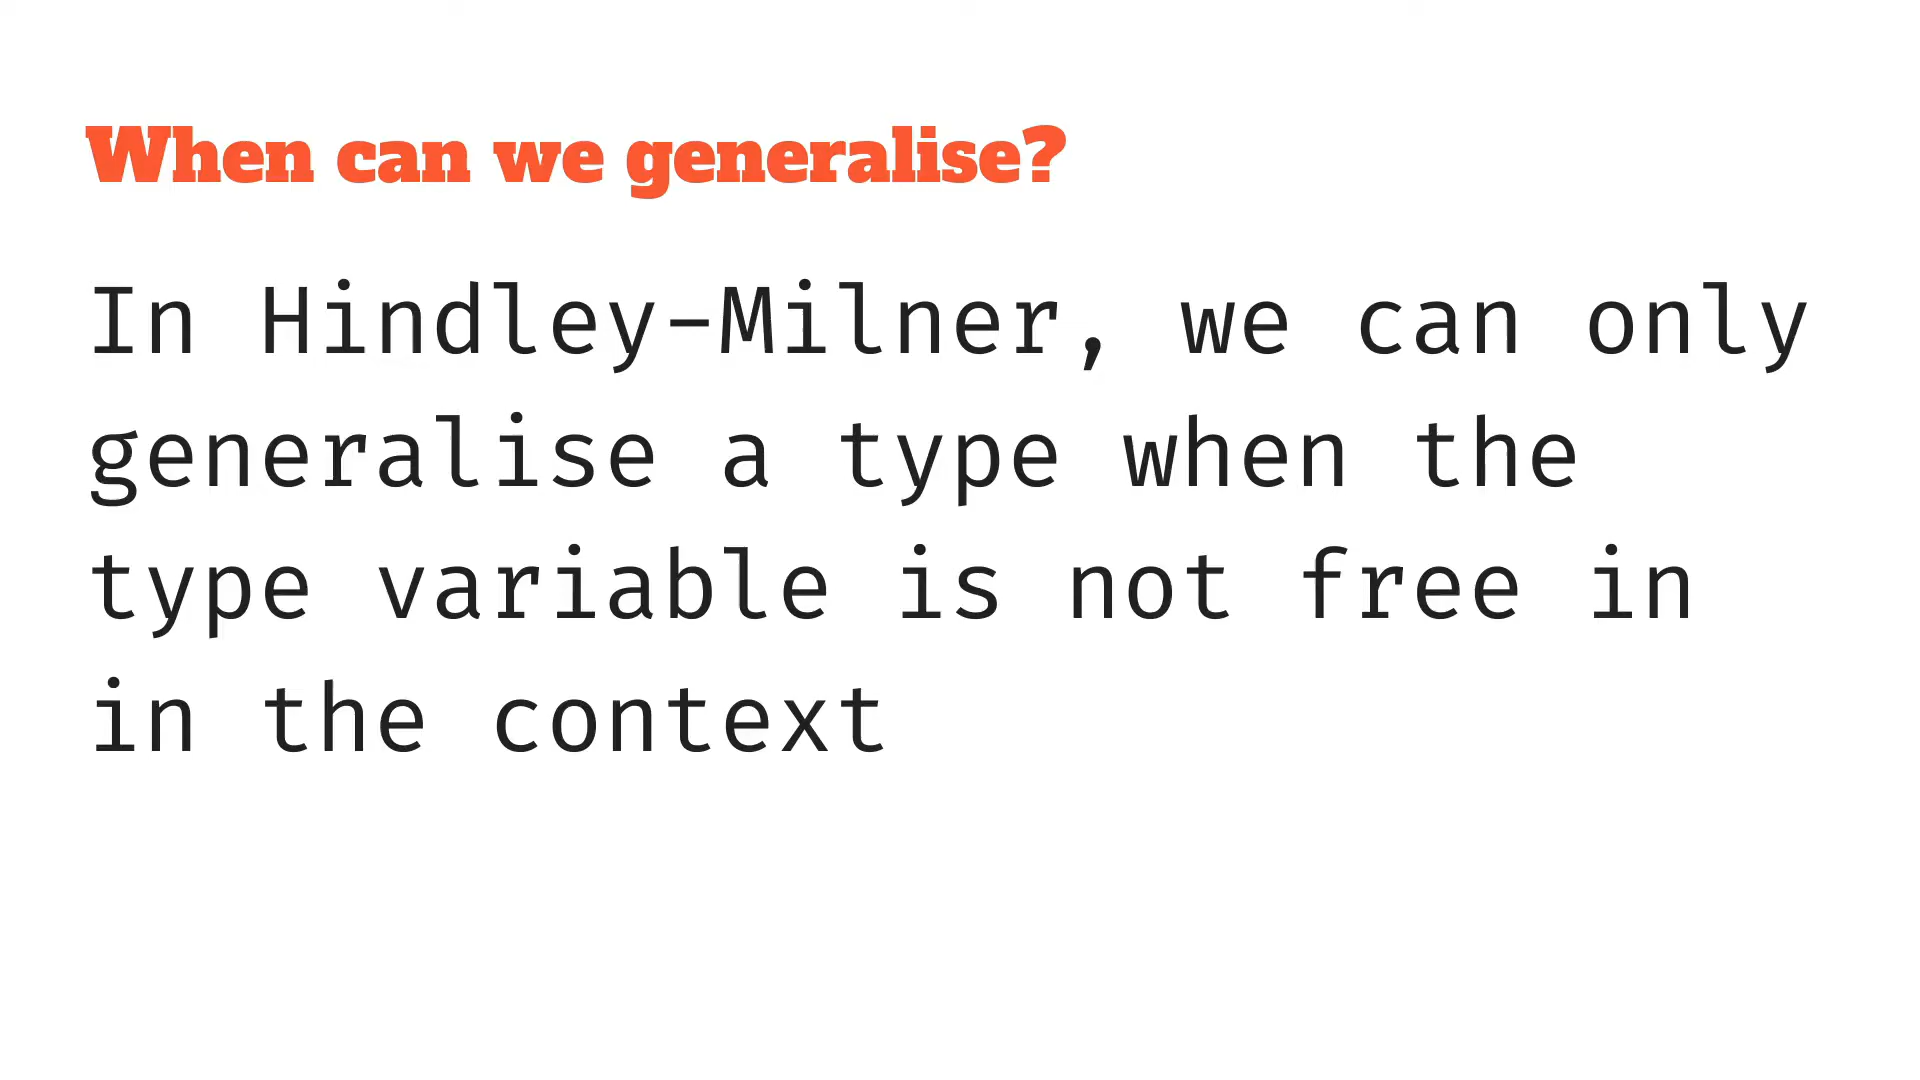 When can we generalise?
In Hindley-Milner, we can only
generalise a type when the
type variable is not free in
in the context